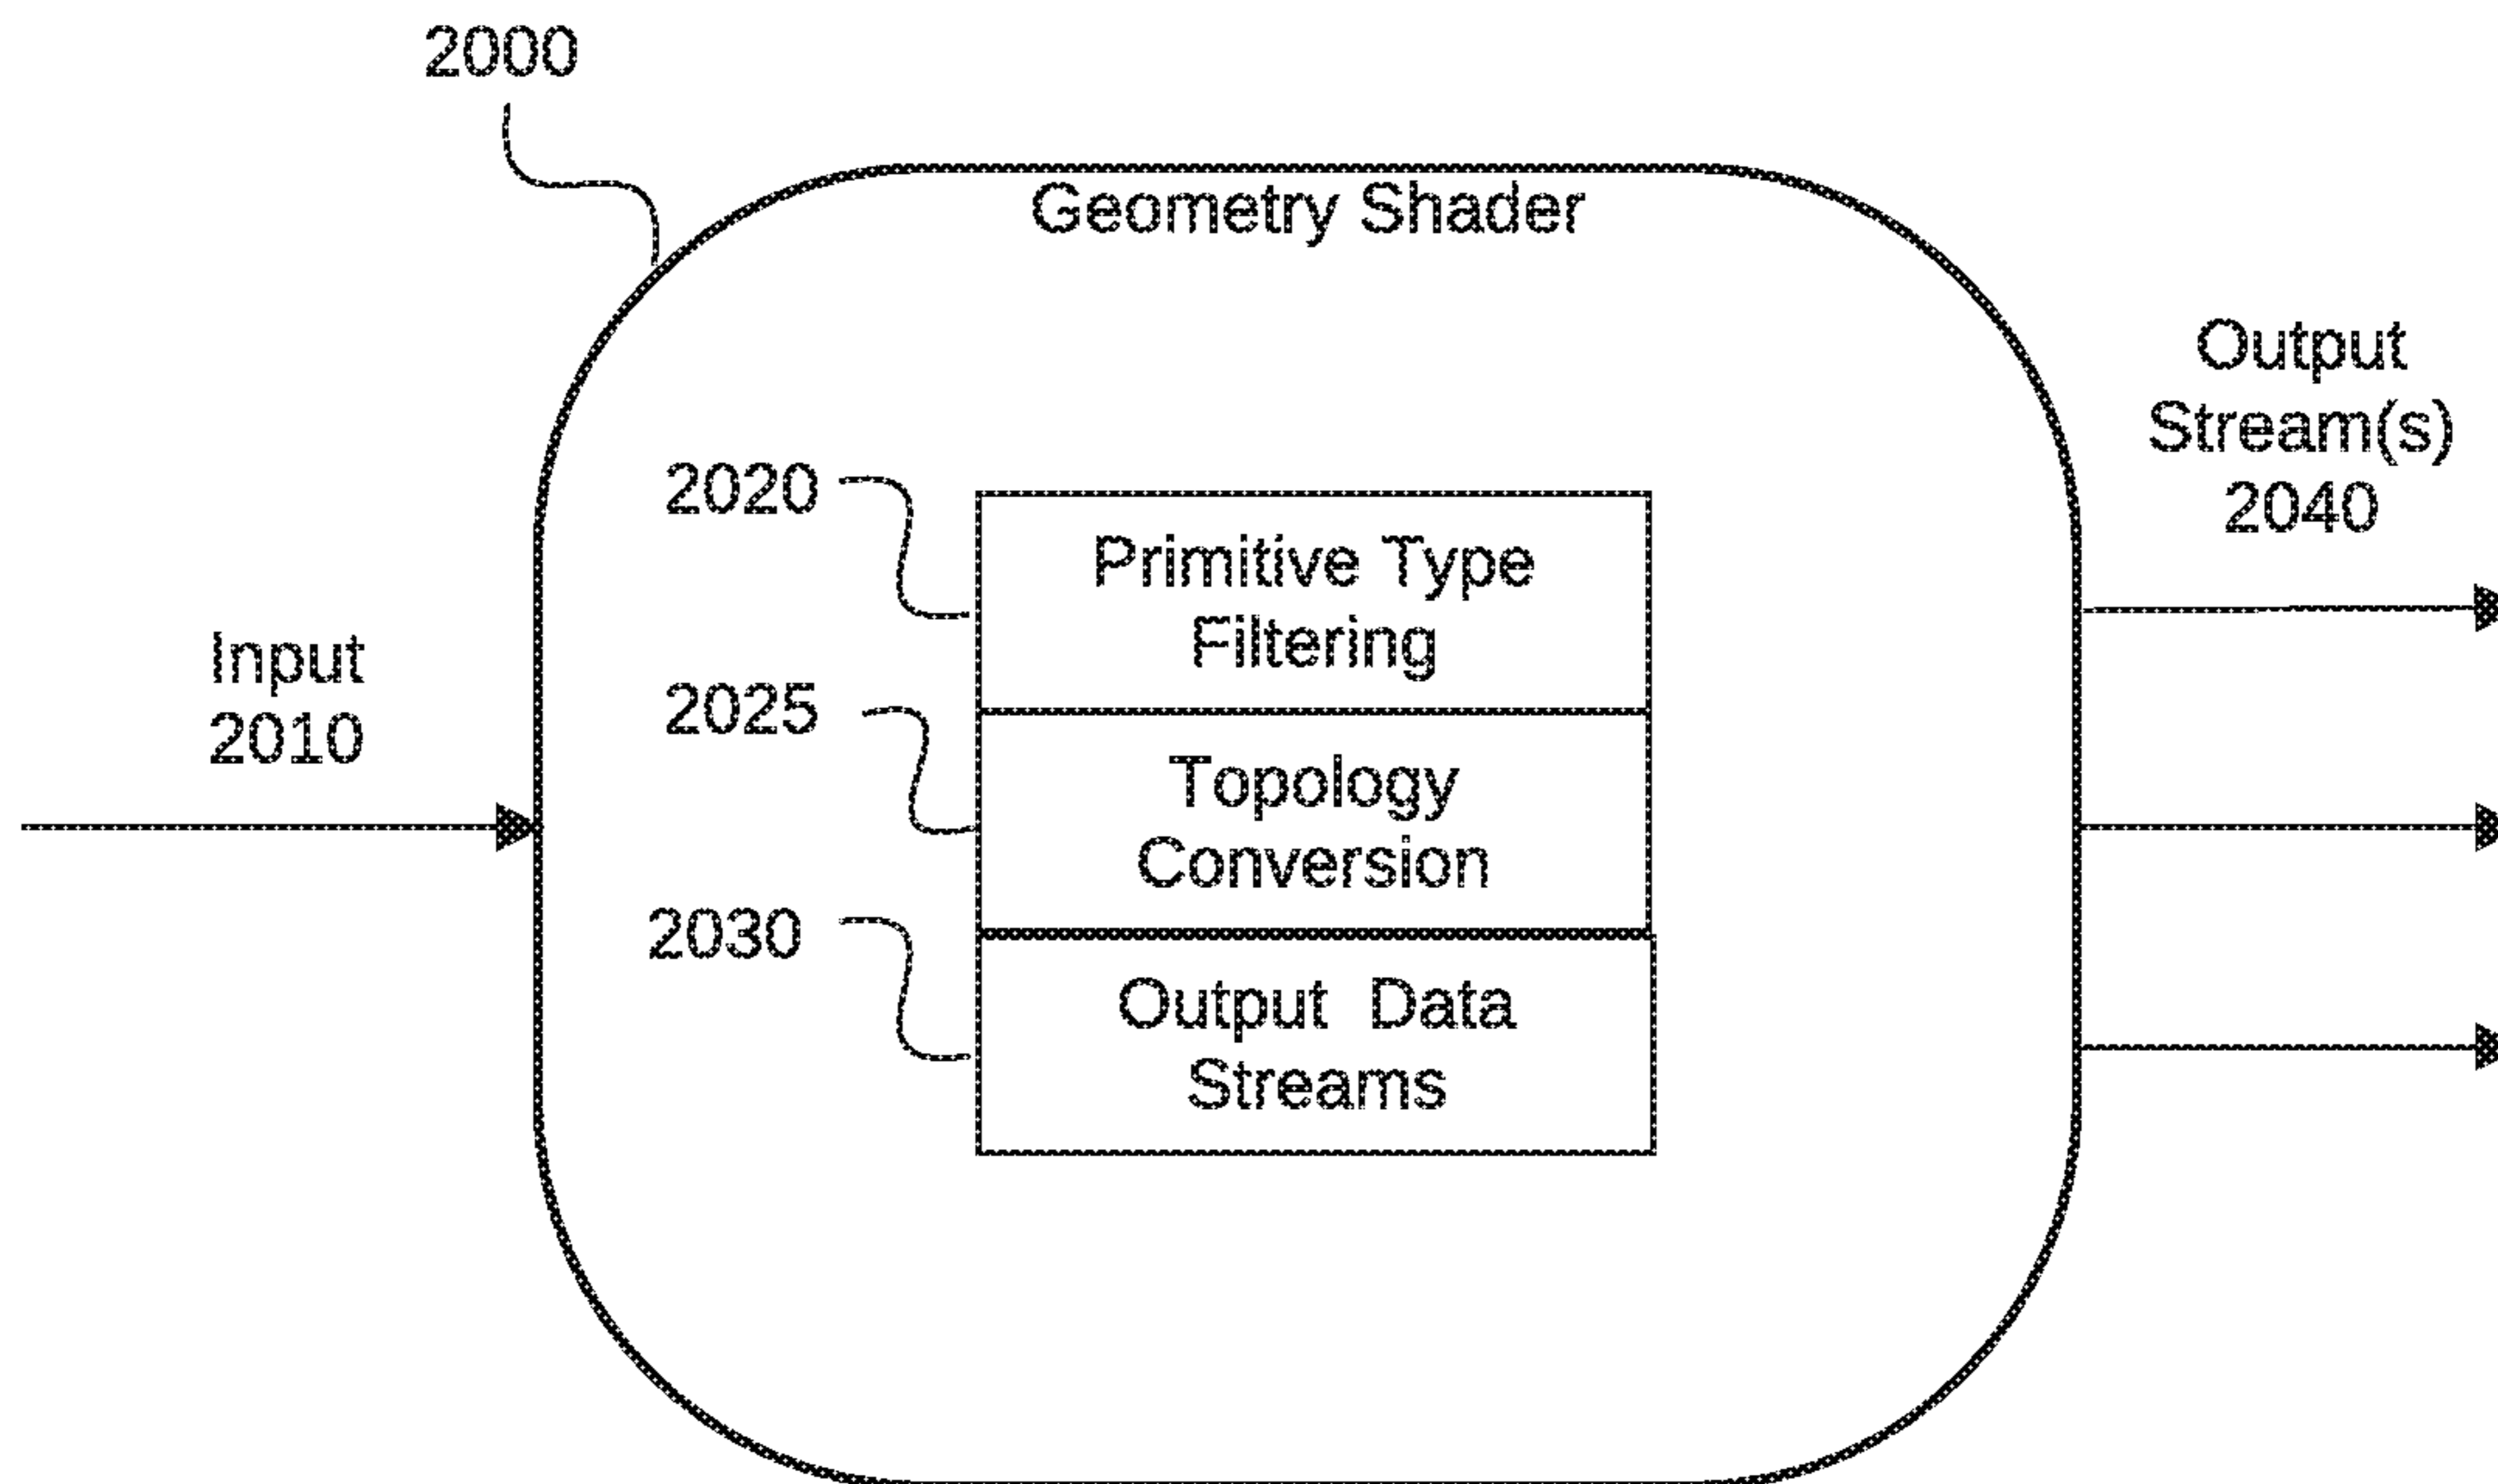 2000
Geometry Shader
Output
Stream(s)
2040
2020
Primitive Type
Filtering
Input
2010
2025
Topology
Conversion
2030
Output Data
Streams